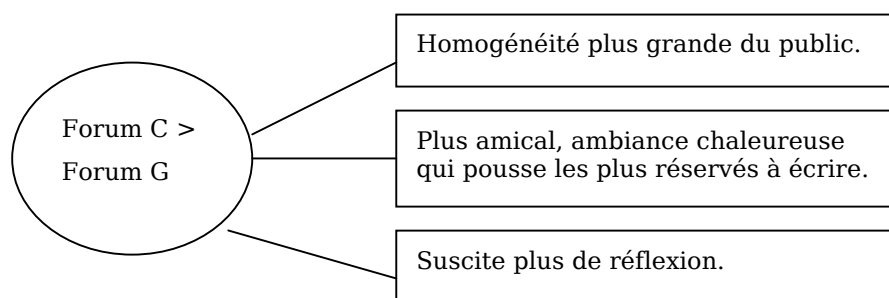 Homogénéité plus grande du public.
Forum C >
Forum G
Plus amical, ambiance chaleureuse
qui pousse les plus réservés à écrire.
Suscite plus de réflexion.